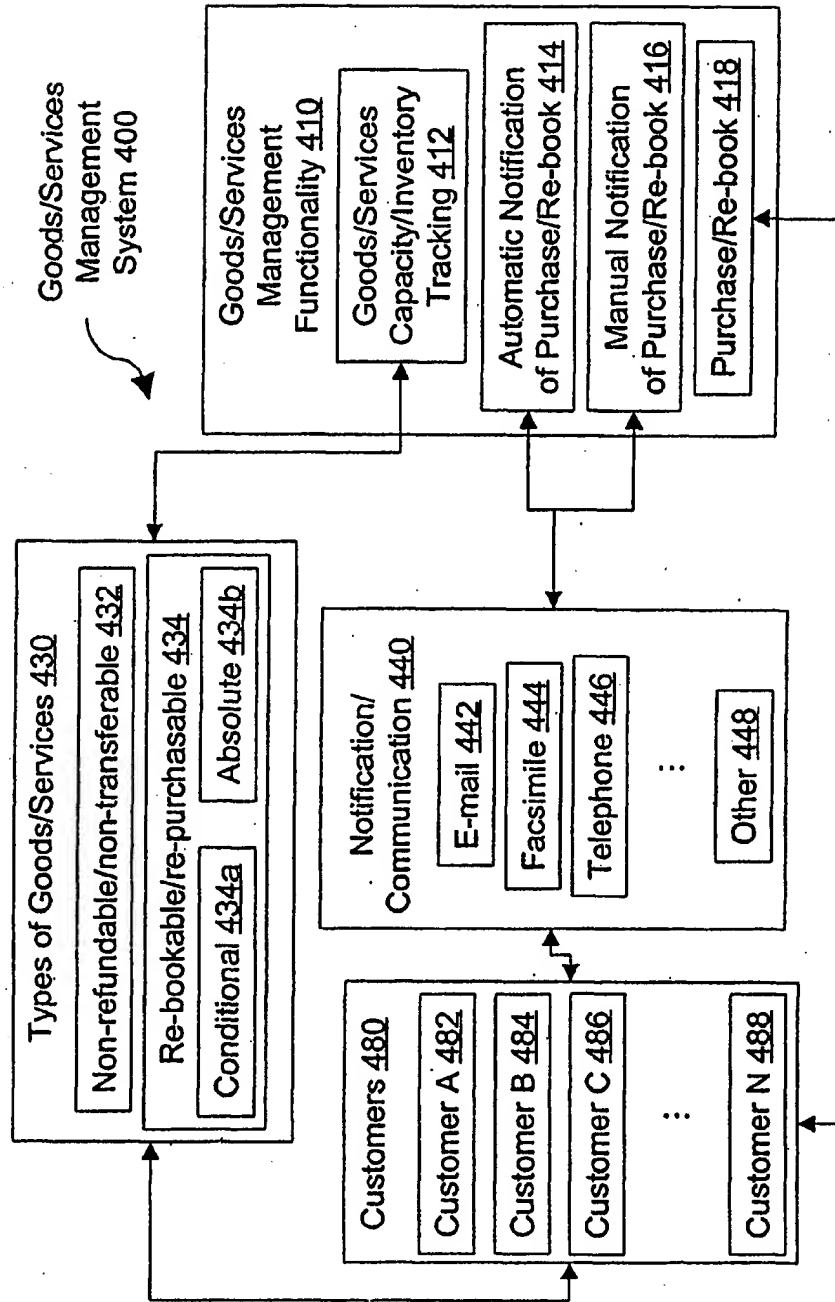 Goods/Services
Management
System 400
Types of Goods/Services 430
Non-refundable/non-transferable 432
Re-bookable/re-purchasable 434
Conditional 434a
Absolute 434b
Goods/Services
Management
Functionality 410
Goods/Services
Capacity/Inventory
Tracking 412
Automatic Notification
of Purchase/Re-book 414
Manual Notification
of Purchase/Re-book 416
Purchase/Re-book 418
Notification/
Communication 440
E-mail 442
Facsimile 444
Telephone 446
...
Other 448
Customers 480
Customer A 482
Customer B 484
Customer C 486
...
Customer N 488